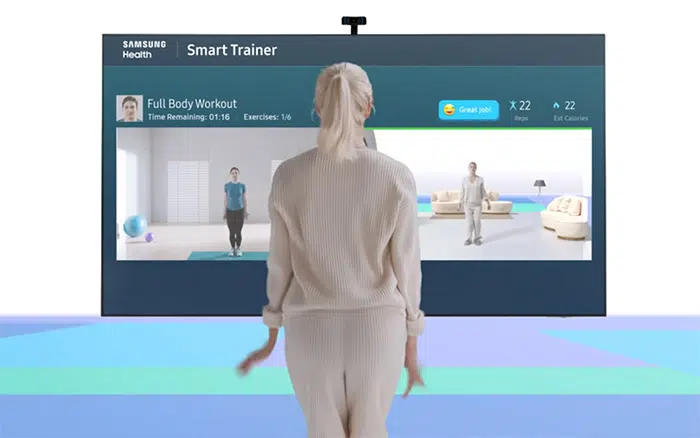 SAMSUNG
Health
Smart Trainer
Full Body Workout
Time Remaining: 01:16 Exercises: 1/6
Great job!
22
Reps
22
Est Calories